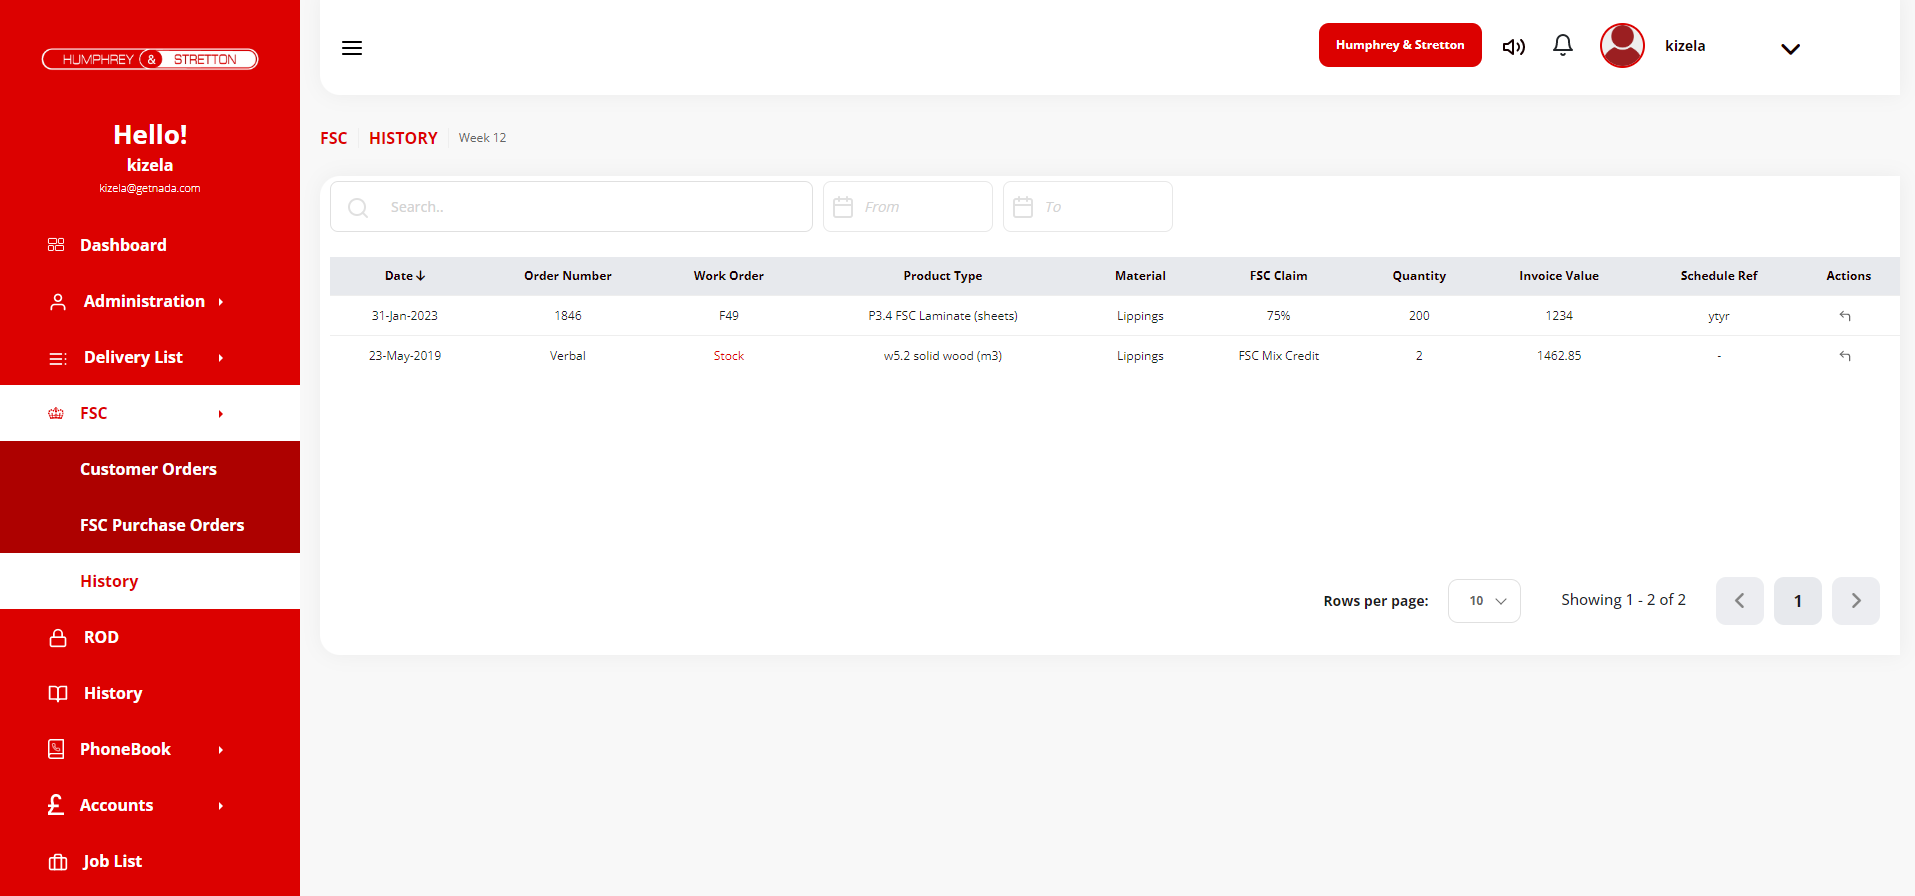 HUMPHREY & STRETTON
Hello!
kizela
kizela@getnada.com
Dashboard
Administration
Delivery List
FSC
Customer Orders
FSC Purchase Orders
History
ROD
History
PhoneBook
Accounts
Job List
Humphrey & Stretton
kizela
FSC HISTORY Week 12
Search.. From To
Date Order Number Work Order Product Type Material FSC Claim Quantity Invoice Value Schedule Ref Actions
31-Jan-2023 1846 F49 P3.4 FSC Laminate (sheets) Lippings 75% 200 1234 ytyr
23-May-2019 Verbal Stock w5.2 solid wood (m3) Lippings FSC Mix Credit 2 1462.85 -
Rows per page: 10 Showing 1 - 2 of 2 1